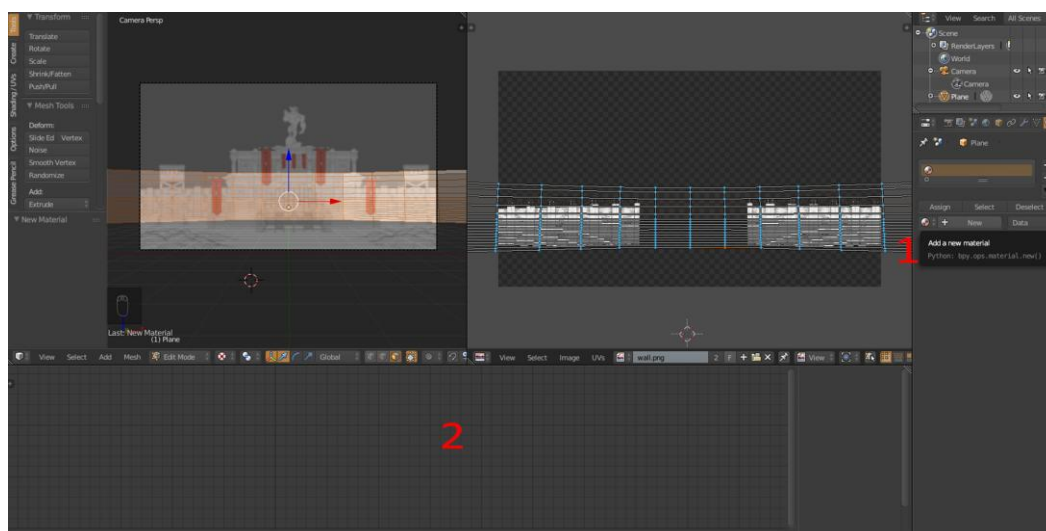 Tools
Create
Shading / UVs
Options
Grease Pencil
▼ Transform
Translate
Rotate
Scale
Shrink/Fatten
Push/Pull
▼ Mesh Tools
Deform:
Slide Ed Vertex
Noise
Smooth Vertex
Randomize
Add:
Extrude
▼ New Material
Camera Persp
Last: New Material
(1) Plane
View Select Add Mesh Edit Mode Global
View Select Image UVs wall.png 2 F View
View Search All Scenes
Scene
RenderLayers
World
Camera
Camera
Plane
Plane
Assign Select Deselect
New Data
Add a new material
Python: bpy.ops.material.new()
1
2